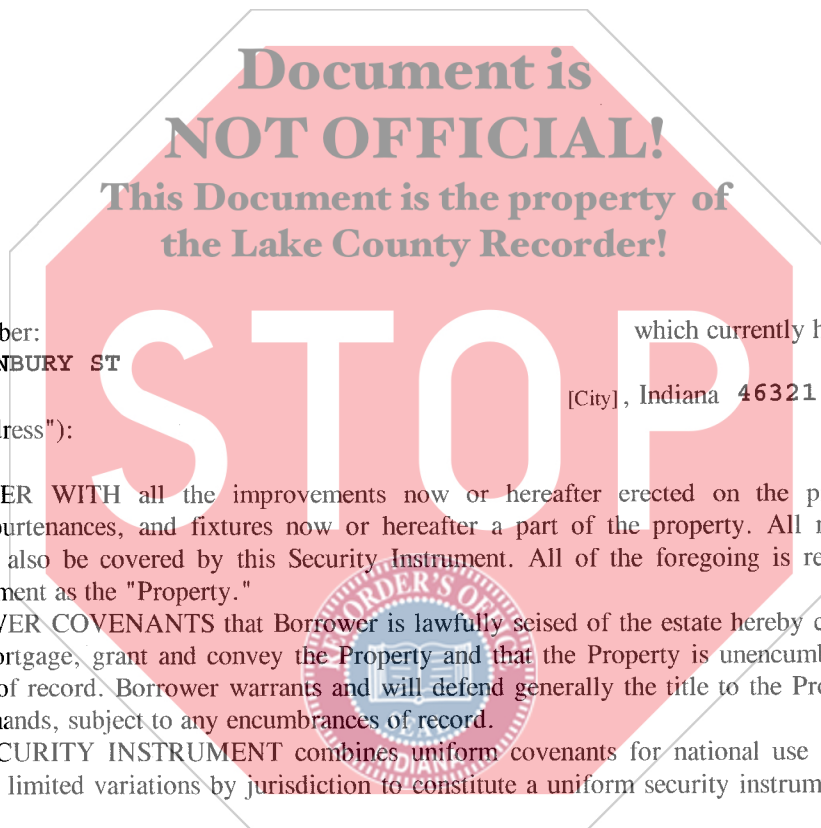 Document is
NOT OFFICIAL!
This Document is the property of
the Lake County Recorder!
STOP
ber: which currently h
NBURY ST
[City], Indiana 46321
ress"):
ER WITH all the improvements now or hereafter erected on the p
ourtenances, and fixtures now or hereafter a part of the property. All r
also be covered by this Security Instrument. All of the foregoing is re
ment as the "Property."
VER COVENANTS that Borrower is lawfully seised of the estate hereby c
ortgage, grant and convey the Property and that the Property is unencumb
of record. Borrower warrants and will defend generally the title to the Pro
ands, subject to any encumbrances of record.
CURITY INSTRUMENT combines uniform covenants for national use
limited variations by jurisdiction to constitute a uniform security instrum
RECORDER'S OFFICE
SEAL
INDIANA